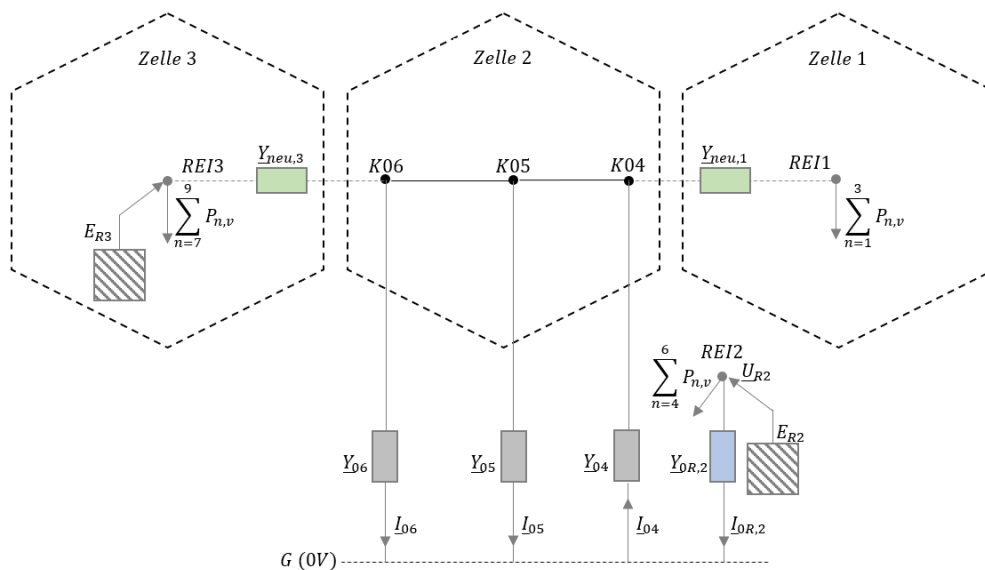 Zelle 3
Zelle 2
Zelle 1
REI3
Y_neu,3
K06
K05
K04
Y_neu,1
REI1
E_R3
9
∑ P_n,v
n=7
3
∑ P_n,v
n=1
6
∑ P_n,v
n=4
REI2
U_R2
E_R2
Y_06
Y_05
Y_04
Y_0R,2
I_06
I_05
I_04
I_0R,2
G (0V)